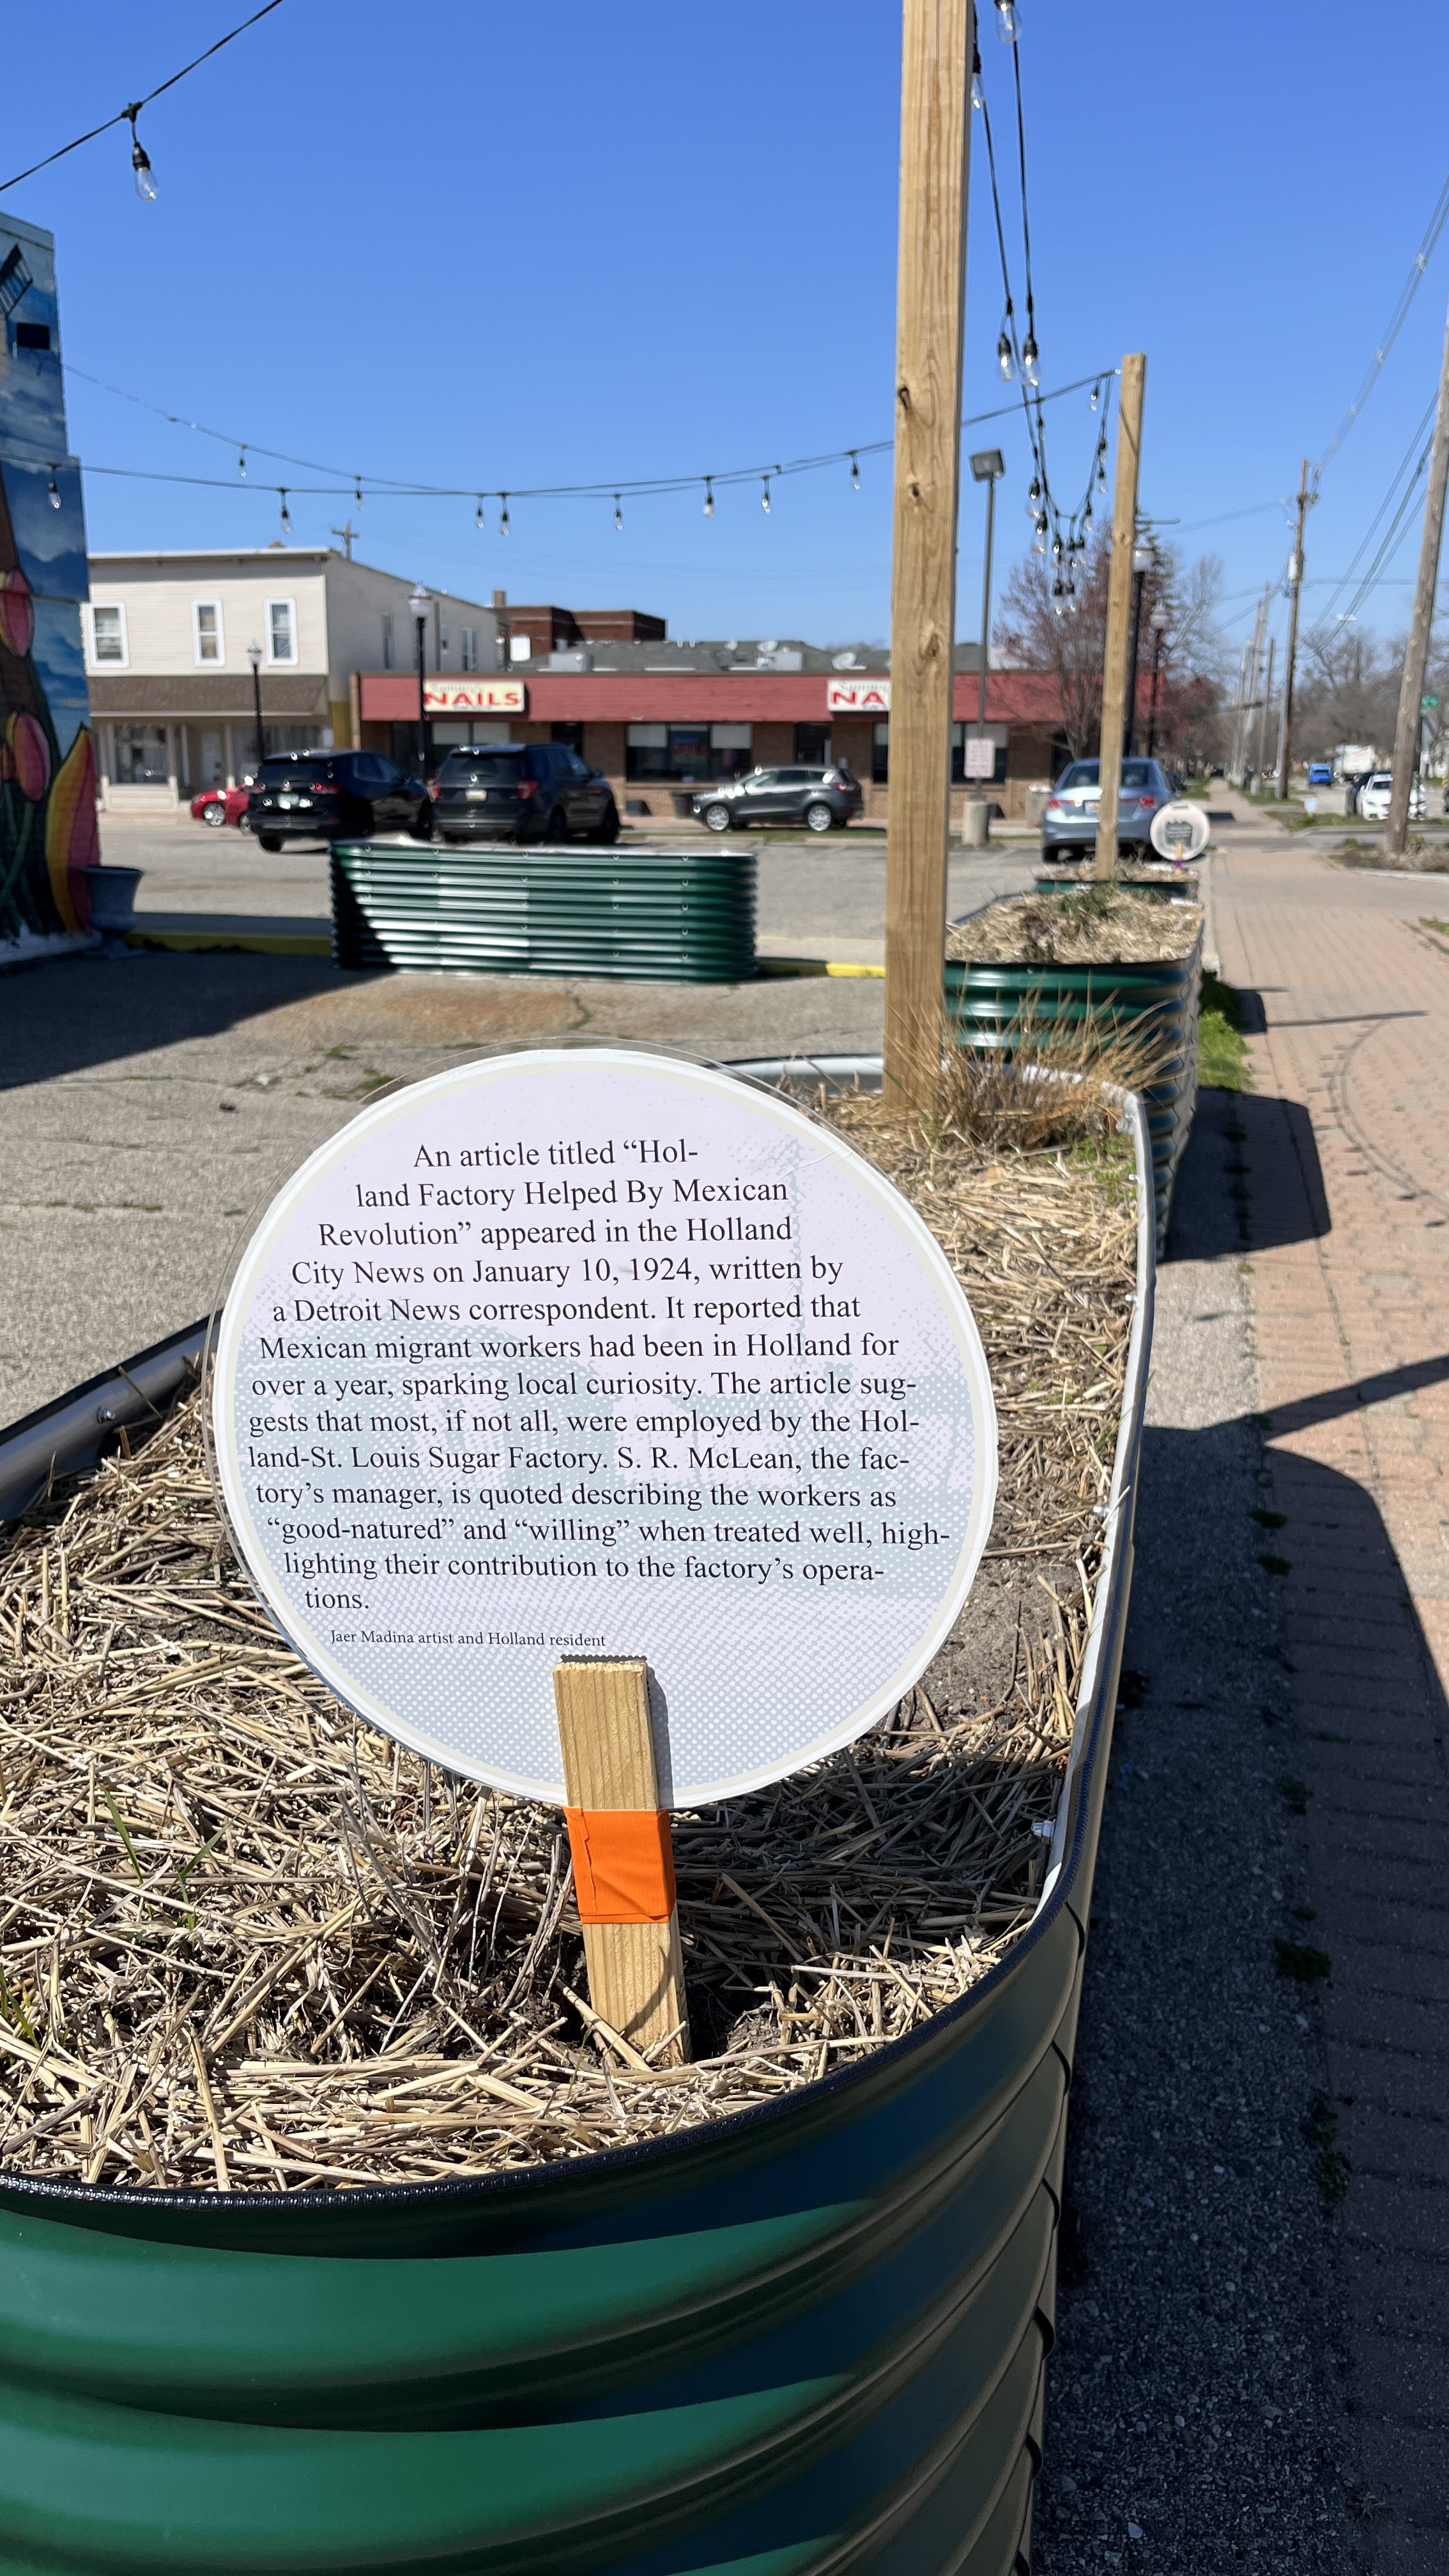 NAILS
NA
An article titled “Hol-
land Factory Helped By Mexican
Revolution” appeared in the Holland
City News on January 10, 1924, written by
a Detroit News correspondent. It reported that
Mexican migrant workers had been in Holland for
over a year, sparking local curiosity. The article sug-
gests that most, if not all, were employed by the Hol-
land-St. Louis Sugar Factory. S. R. McLean, the fac-
tory’s manager, is quoted describing the workers as
“good-natured” and “willing” when treated well, high-
lighting their contribution to the factory’s opera-
tions.
Jaer Madina artist and Holland resident